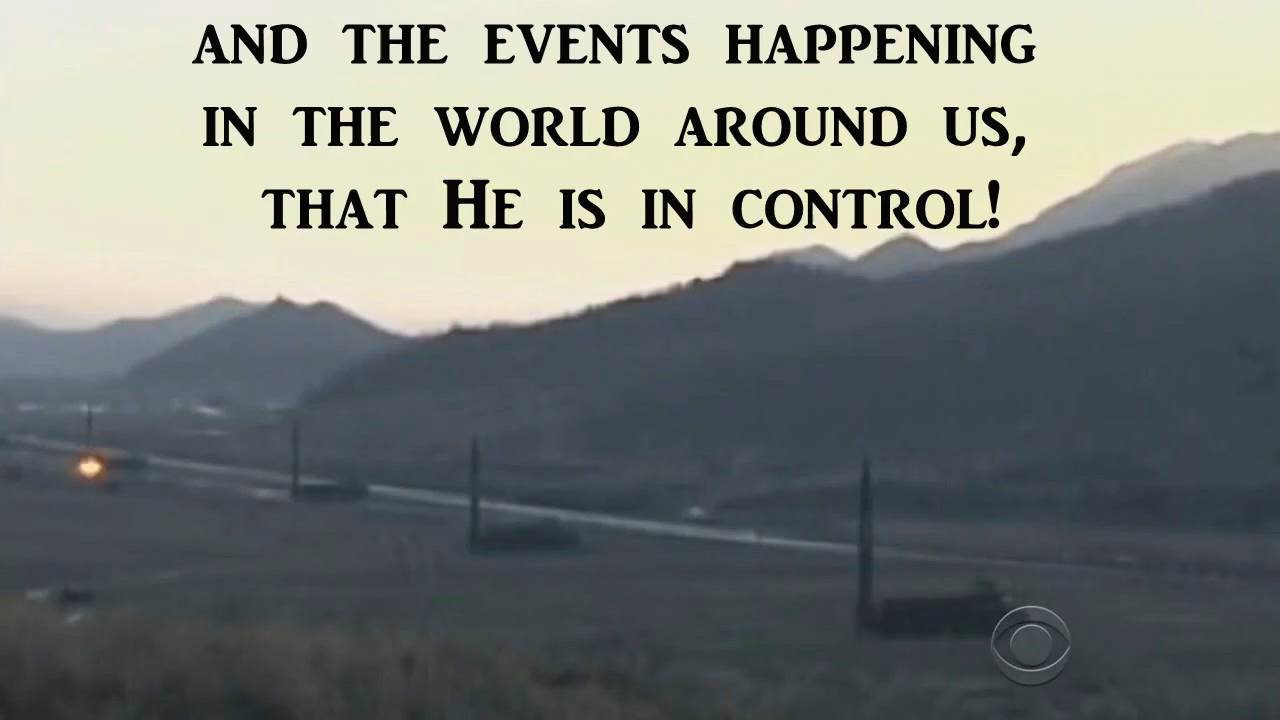 AND THE EVENTS HAPPENING
IN THE WORLD AROUND US,
THAT HE IS IN CONTROL!